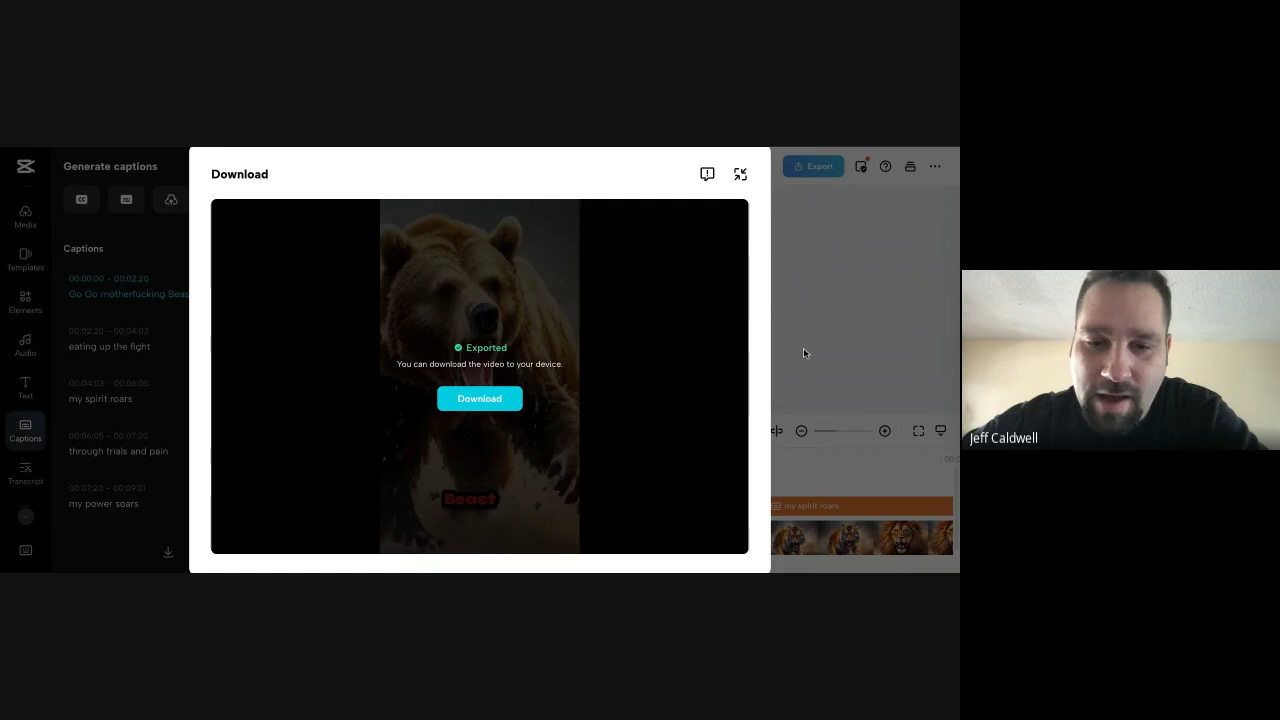 Generate captions
Media
Templates
Elements
Audio
Text
Captions
Transcript
CC
Captions
00:00:00 – 00:02:20
Go Go motherfucking Beas
00:02:20 – 00:04:03
eating up the fight
00:04:03 – 00:06:05
my spirit roars
00:06:05 – 00:07:20
through trials and pain
00:07:20 – 00:09:21
my power soars
Download
Exported
You can download the video to your device.
Download
Beast
Export
my spirit roars
Jeff Caldwell